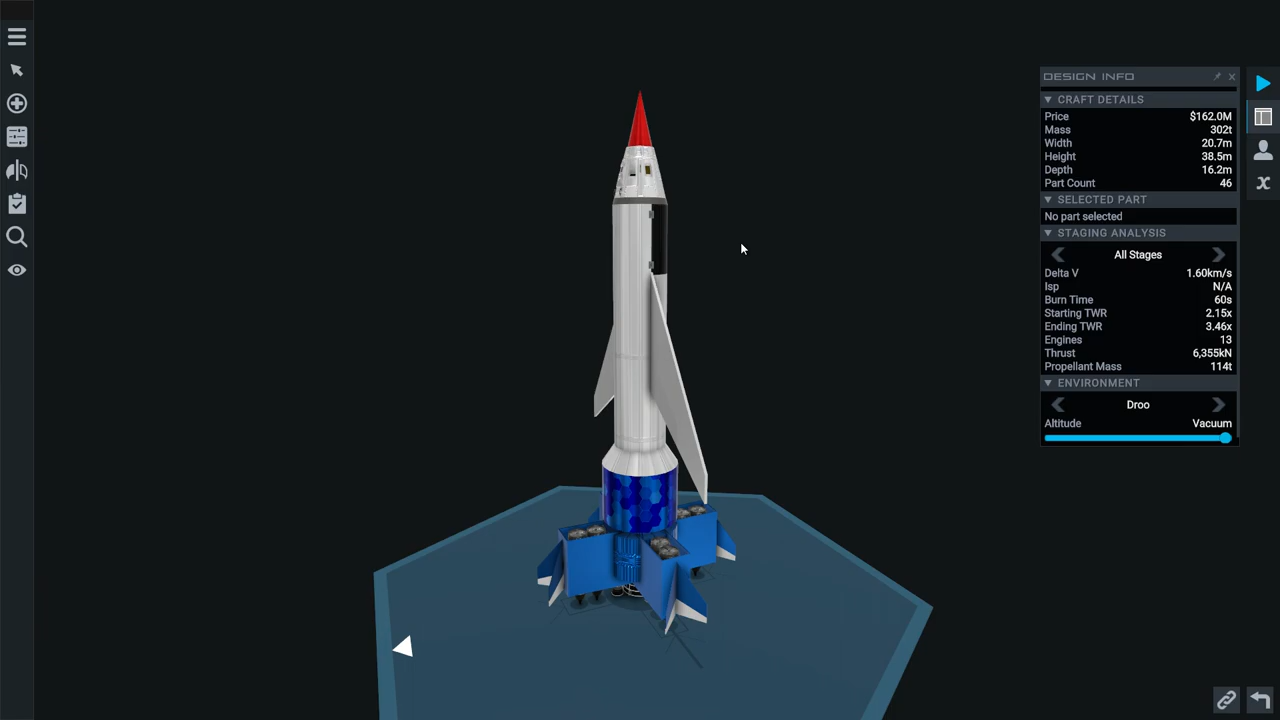 DESIGN INFO
CRAFT DETAILS
Price $162.0M
Mass 302t
Width 20.7m
Height 38.5m
Depth 16.2m
Part Count 46
SELECTED PART
No part selected
STAGING ANALYSIS
All Stages
Delta V 1.60km/s
Isp N/A
Burn Time 60s
Starting TWR 2.15x
Ending TWR 3.46x
Engines 13
Thrust 6,355kN
Propellant Mass 114t
ENVIRONMENT
Droo
Altitude Vacuum